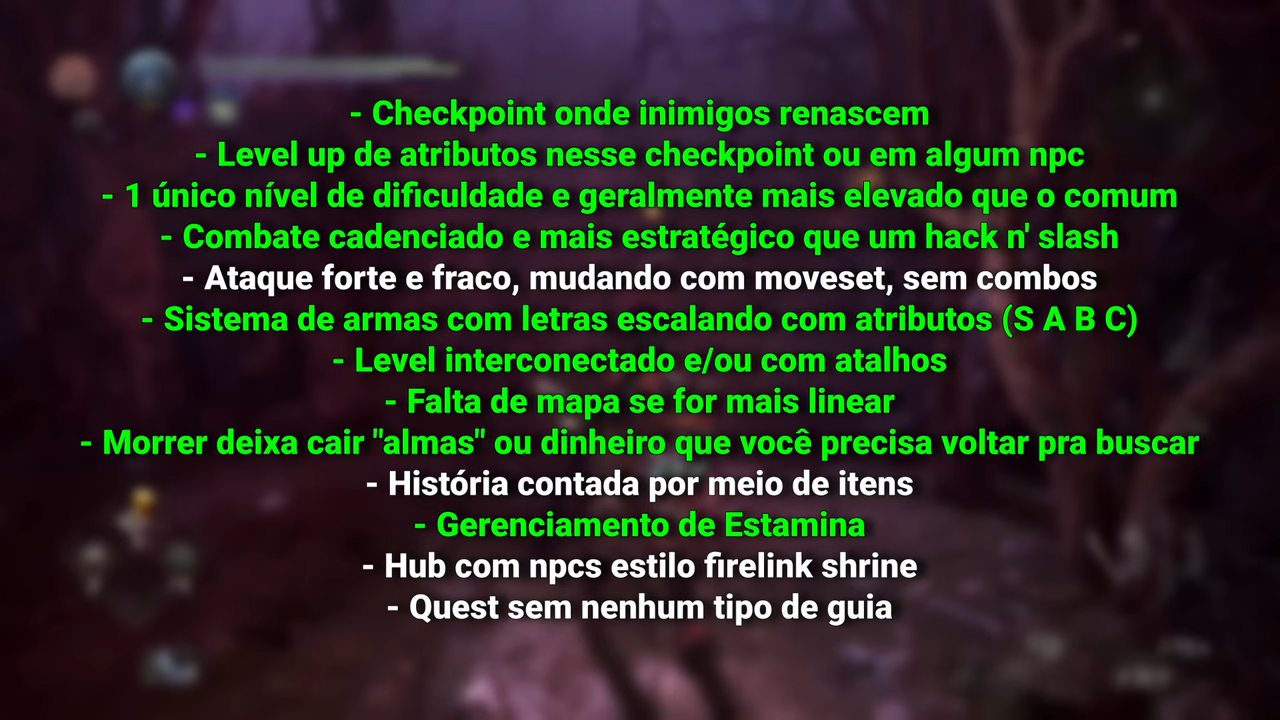 - Checkpoint onde inimigos renascem
- Level up de atributos nesse checkpoint ou em algum npc
- 1 único nível de dificuldade e geralmente mais elevado que o comum
- Combate cadenciado e mais estratégico que um hack n' slash
- Ataque forte e fraco, mudando com moveset, sem combos
- Sistema de armas com letras escalando com atributos (S A B C)
- Level interconectado e/ou com atalhos
- Falta de mapa se for mais linear
- Morrer deixa cair "almas" ou dinheiro que você precisa voltar pra buscar
- História contada por meio de itens
- Gerenciamento de Estamina
- Hub com npcs estilo firelink shrine
- Quest sem nenhum tipo de guia